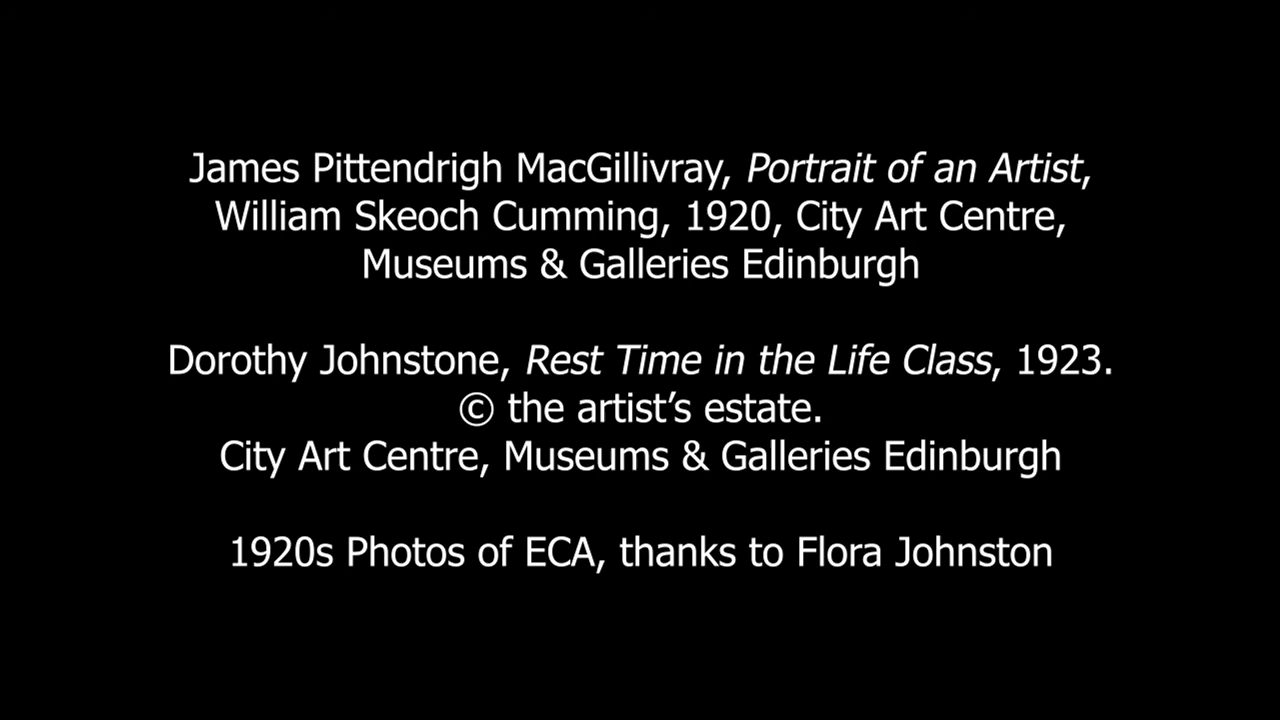 James Pittendrigh MacGillivray, Portrait of an Artist,
William Skeoch Cumming, 1920, City Art Centre,
Museums & Galleries Edinburgh
Dorothy Johnstone, Rest Time in the Life Class, 1923.
© the artist’s estate.
City Art Centre, Museums & Galleries Edinburgh
1920s Photos of ECA, thanks to Flora Johnston